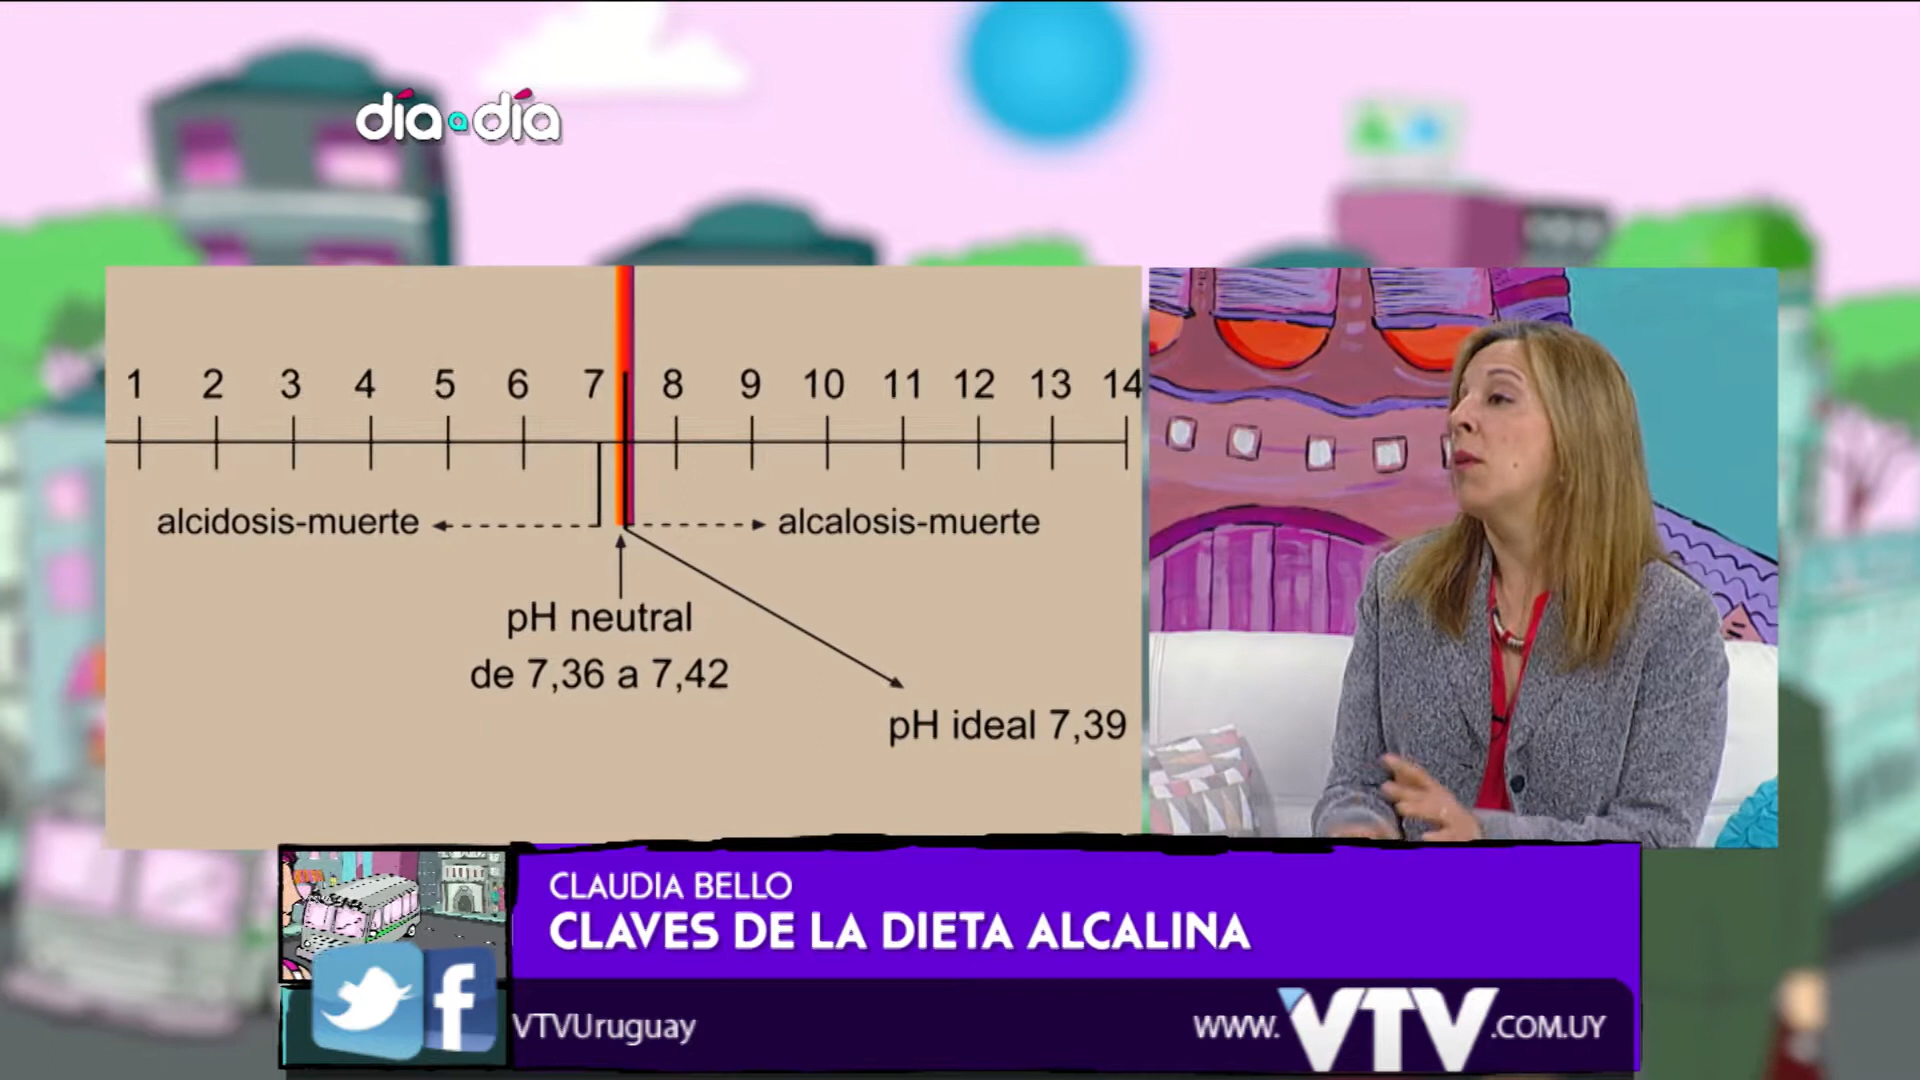 día a día
1 2 3 4 5 6 7 8 9 10 11 12 13 14
alcidosis-muerte
alcalosis-muerte
pH neutral
de 7,36 a 7,42
pH ideal 7,39
CLAUDIA BELLO
CLAVES DE LA DIETA ALCALINA
VTVUruguay
www.VTV.COM.UY